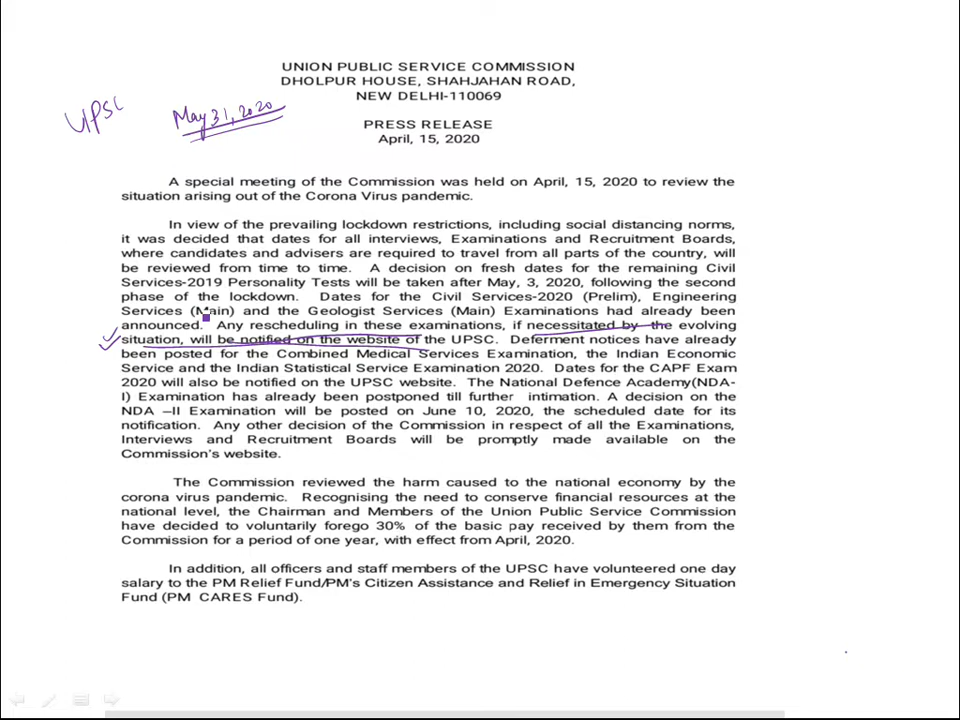 UNION PUBLIC SERVICE COMMISSION
DHOLPUR HOUSE, SHAHJAHAN ROAD,
NEW DELHI-110069
UPSC
May 31, 2020
PRESS RELEASE
April, 15, 2020
A special meeting of the Commission was held on April, 15, 2020 to review the
situation arising out of the Corona Virus pandemic.
In view of the prevailing lockdown restrictions, including social distancing norms,
it was decided that dates for all interviews, Examinations and Recruitment Boards,
where candidates and advisers are required to travel from all parts of the country, will
be reviewed from time to time. A decision on fresh dates for the remaining Civil
Services-2019 Personality Tests will be taken after May, 3, 2020, following the second
phase of the lockdown. Dates for the Civil Services-2020 (Prelim), Engineering
Services (Main) and the Geologist Services (Main) Examinations had already been
announced. Any rescheduling in these examinations, if necessitated by the evolving
situation, will be notified on the website of the UPSC. Deferment notices have already
been posted for the Combined Medical Services Examination, the Indian Economic
Service and the Indian Statistical Service Examination 2020. Dates for the CAPF Exam
2020 will also be notified on the UPSC website. The National Defence Academy(NDA-
I) Examination has already been postponed till further intimation. A decision on the
NDA –II Examination will be posted on June 10, 2020, the scheduled date for its
notification. Any other decision of the Commission in respect of all the Examinations,
Interviews and Recruitment Boards will be promptly made available on the
Commission's website.
The Commission reviewed the harm caused to the national economy by the
corona virus pandemic. Recognising the need to conserve financial resources at the
national level, the Chairman and Members of the Union Public Service Commission
have decided to voluntarily forego 30% of the basic pay received by them from the
Commission for a period of one year, with effect from April, 2020.
In addition, all officers and staff members of the UPSC have volunteered one day
salary to the PM Relief Fund/PM's Citizen Assistance and Relief in Emergency Situation
Fund (PM CARES Fund).